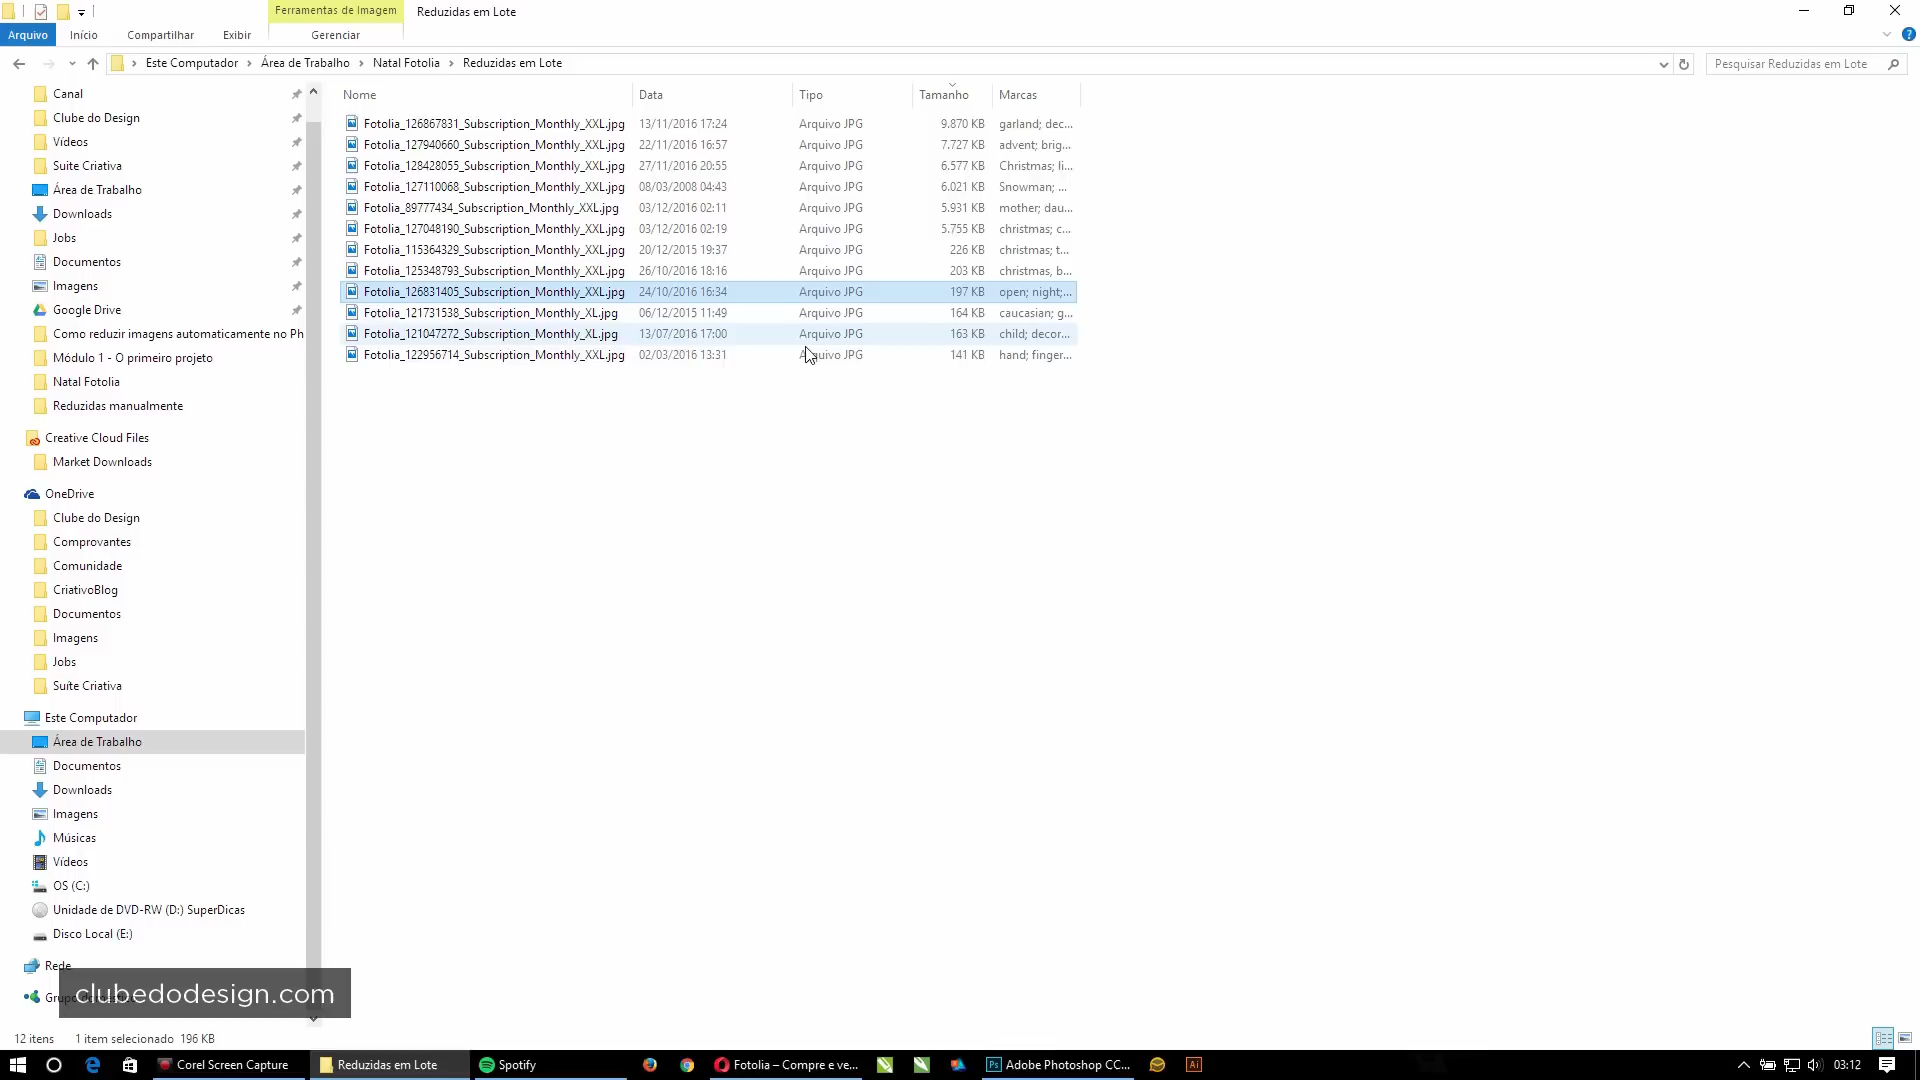 Ferramentas de Imagem
Reduzidas em Lote
Arquivo
Início
Compartilhar
Exibir
Gerenciar
Este Computador
Área de Trabalho
Natal Fotolia
Reduzidas em Lote
Pesquisar Reduzidas em Lote
Canal
Clube do Design
Vídeos
Suite Criativa
Área de Trabalho
Downloads
Jobs
Documentos
Imagens
Google Drive
Como reduzir imagens automaticamente no Ph
Módulo 1 - O primeiro projeto
Natal Fotolia
Reduzidas manualmente
Creative Cloud Files
Market Downloads
OneDrive
Clube do Design
Comprovantes
Comunidade
CriativoBlog
Documentos
Imagens
Jobs
Suíte Criativa
Este Computador
Área de Trabalho
Documentos
Downloads
Imagens
Músicas
Vídeos
OS (C:)
Unidade de DVD-RW (D:) SuperDicas
Disco Local (E:)
Rede
clubedodesign.com
Nome Data Tipo Tamanho Marcas
Fotolia_126867831_Subscription_Monthly_XXL.jpg 13/11/2016 17:24 Arquivo JPG 9.870 KB garland; dec...
Fotolia_127940660_Subscription_Monthly_XXL.jpg 22/11/2016 16:57 Arquivo JPG 7.727 KB advent; brig...
Fotolia_128428055_Subscription_Monthly_XXL.jpg 27/11/2016 20:55 Arquivo JPG 6.577 KB Christmas; li...
Fotolia_127110068_Subscription_Monthly_XXL.jpg 08/03/2008 04:43 Arquivo JPG 6.021 KB Snowman; ...
Fotolia_89777434_Subscription_Monthly_XXL.jpg 03/12/2016 02:11 Arquivo JPG 5.931 KB mother; dau...
Fotolia_127048190_Subscription_Monthly_XXL.jpg 03/12/2016 02:19 Arquivo JPG 5.755 KB christmas; c...
Fotolia_115364329_Subscription_Monthly_XXL.jpg 20/12/2015 19:37 Arquivo JPG 226 KB christmas; t...
Fotolia_125348793_Subscription_Monthly_XXL.jpg 26/10/2016 18:16 Arquivo JPG 203 KB christmas, b...
Fotolia_126831405_Subscription_Monthly_XXL.jpg 24/10/2016 16:34 Arquivo JPG 197 KB open; night;...
Fotolia_121731538_Subscription_Monthly_XL.jpg 06/12/2015 11:49 Arquivo JPG 164 KB caucasian; g...
Fotolia_121047272_Subscription_Monthly_XL.jpg 13/07/2016 17:00 Arquivo JPG 163 KB child; decor...
Fotolia_122956714_Subscription_Monthly_XXL.jpg 02/03/2016 13:31 Arquivo JPG 141 KB hand; finger...
12 itens 1 item selecionado 196 KB
Corel Screen Capture
Reduzidas em Lote
Spotify
Fotolia – Compre e ve...
Ps Adobe Photoshop CC...
Ai
03:12